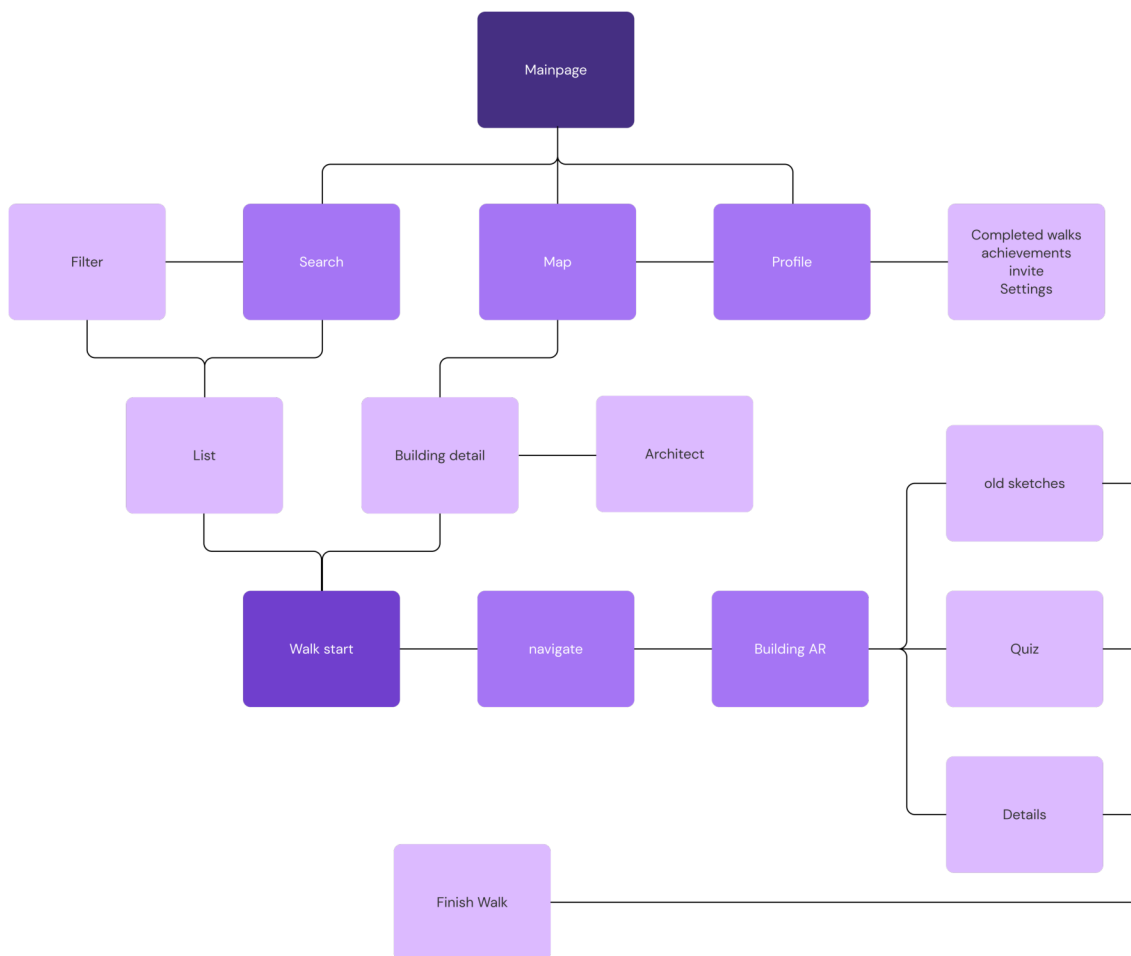 Mainpage
Filter
Search
Map
Profile
Completed walks
achievements
invite
Settings
List
Building detail
Architect
old sketches
Walk start
navigate
Building AR
Quiz
Details
Finish Walk